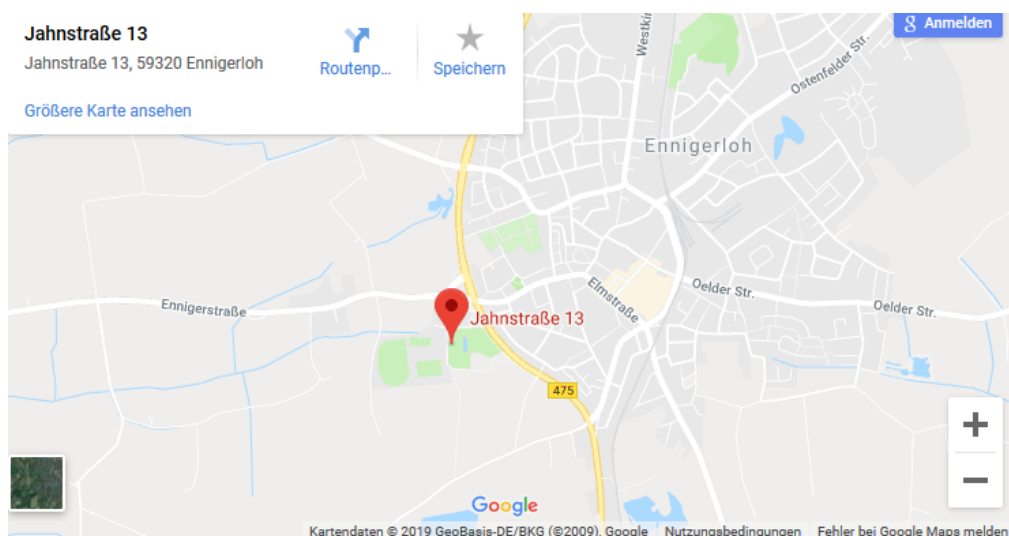 Jahnstraße 13
Jahnstraße 13, 59320 Ennigerloh
Routenp...
Speichern
Größere Karte ansehen
g Anmelden
Westkir
Ostenfelder Str.
Ennigerloh
Ennigerstraße
Elmstraße
Oelder Str.
Oelder Str.
Jahnstraße 13
475
Google
Kartendaten © 2019 GeoBasis-DE/BKG (©2009), Google Nutzungsbedingungen Fehler bei Google Maps melden